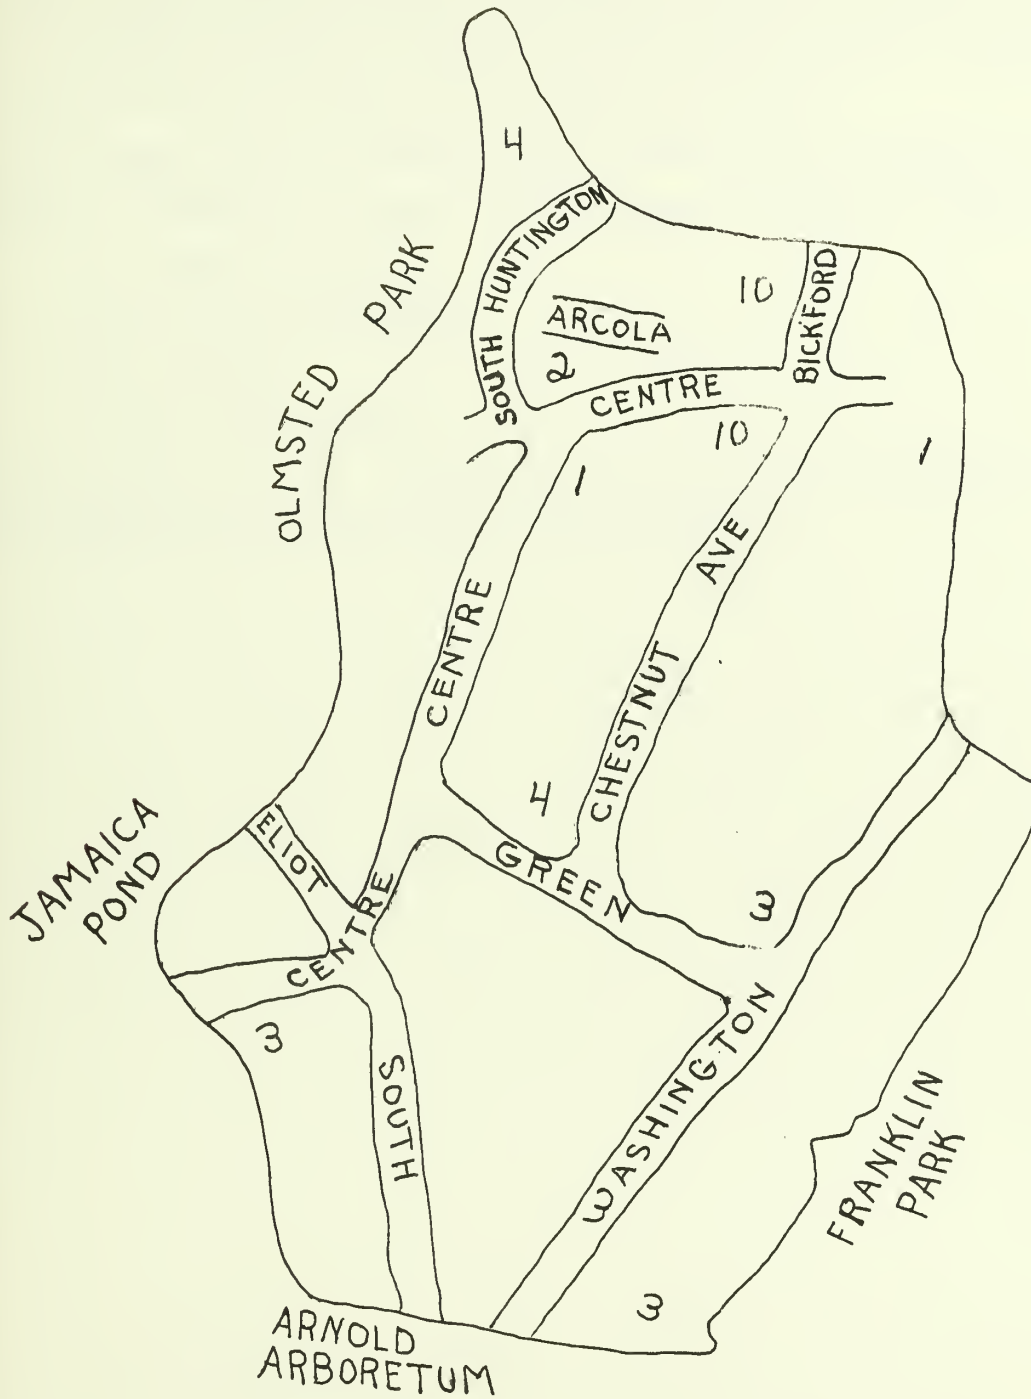 4
SOUTH HUNTINGTON
OLMSTED PARK
10
BICKFORD
ARCOLA
2
CENTRE
10
1
1
AVE
CHESTNUT
CENTRE
4
GREEN
3
ELIOT
JAMAICA
POND
CENTRE
3
SOUTH
WASHINGTON
FRANKLIN
PARK
3
ARNOLD
ARBORETUM